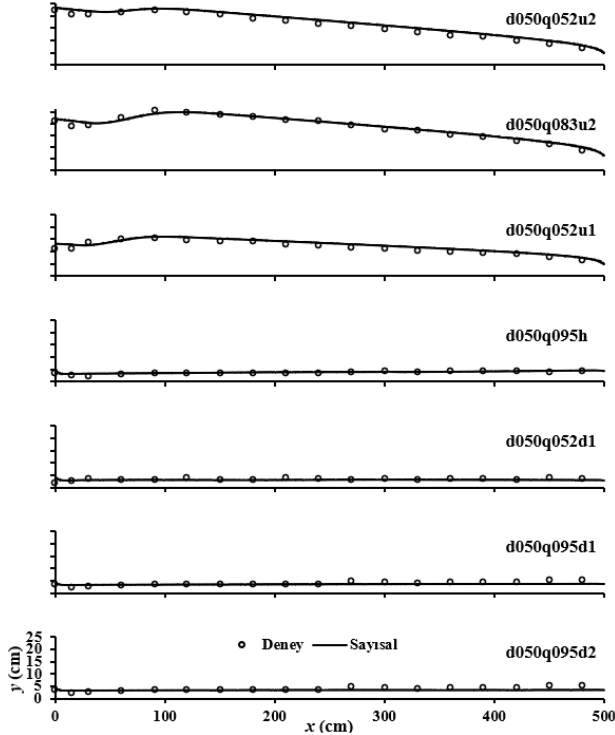 d050q052u2
d050q083u2
d050q052u1
d050q095h
d050q052d1
d050q095d1
d050q095d2
Deney Sayısal
25
20
15
10
5
0
y (cm)
0 100 200 300 400 500
x (cm)